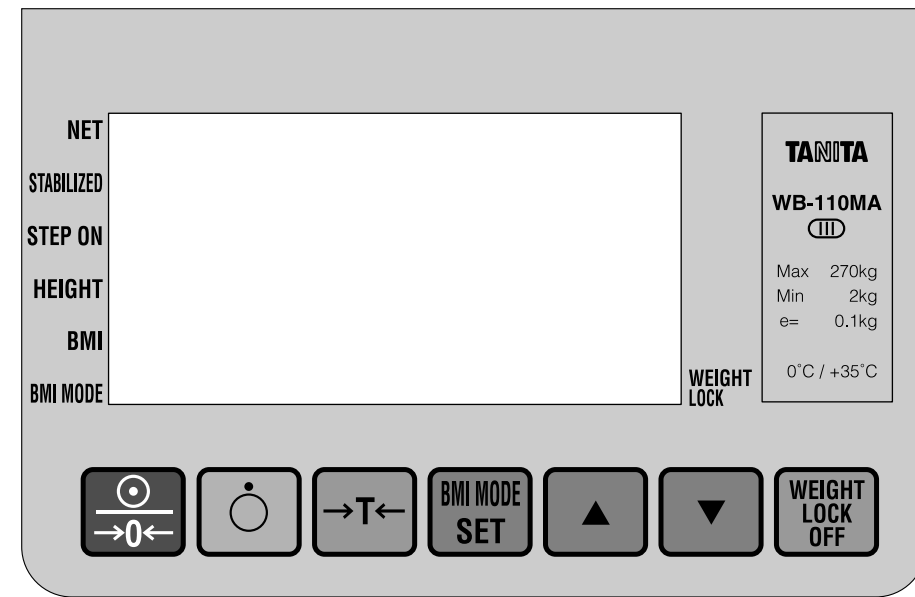 NET
STABILIZED
STEP ON
HEIGHT
BMI
BMI MODE
WEIGHT
LOCK
TANITA
WB-110MA
III
Max 270kg
Min 2kg
e= 0.1kg
0°C / +35°C
→0←
→T←
BMI MODE
SET
▲
▼
WEIGHT
LOCK
OFF